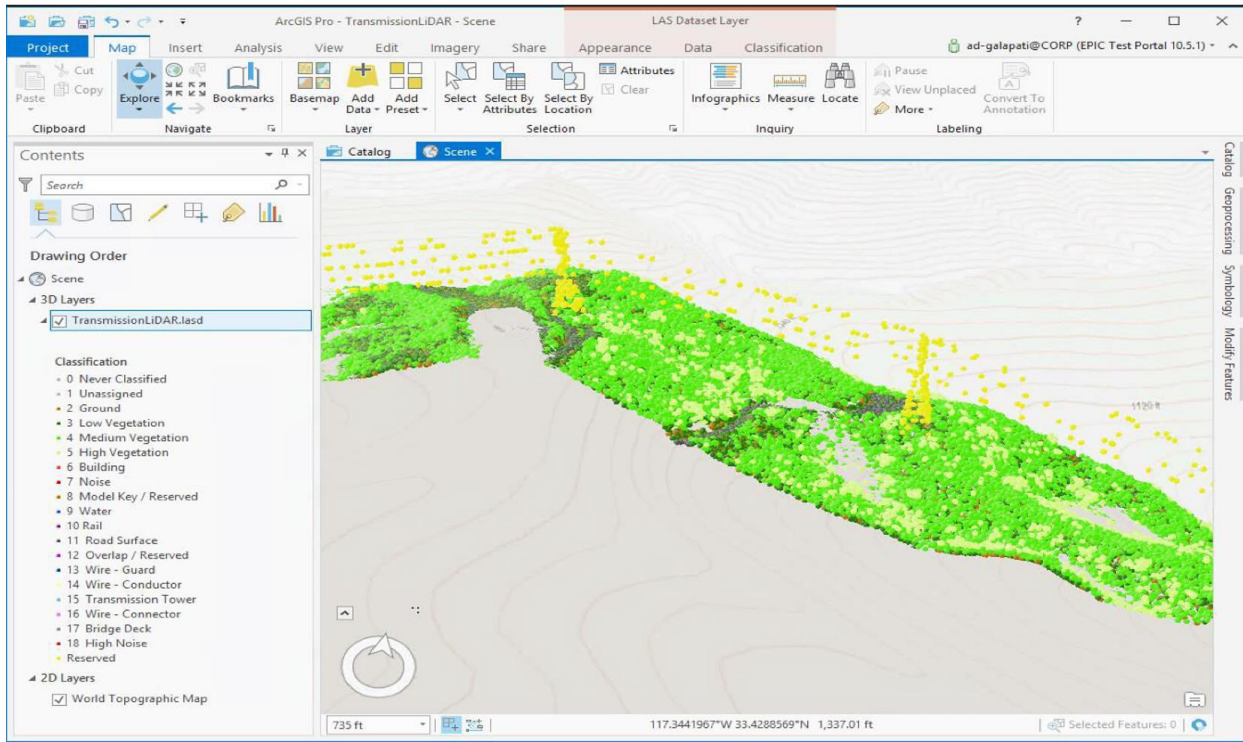 ArcGIS Pro - TransmissionLiDAR - Scene
LAS Dataset Layer
?
Project Map Insert Analysis View Edit Imagery Share Appearance Data Classification
ad-galapati@CORP (EPIC Test Portal 10.5.1)
Paste
Cut
Copy
Clipboard
Explore
Bookmarks
Navigate
Basemap
Add Data
Add Preset
Layer
Select
Select By Attributes
Select By Location
Attributes
Clear
Selection
Infographics
Measure
Locate
Inquiry
Pause
View Unplaced
More
Convert To Annotation
Labeling
Contents
Search
Drawing Order
Scene
3D Layers
TransmissionLiDAR.lasd
Classification
0 Never Classified
1 Unassigned
2 Ground
3 Low Vegetation
4 Medium Vegetation
5 High Vegetation
6 Building
7 Noise
8 Model Key / Reserved
9 Water
10 Rail
11 Road Surface
12 Overlap / Reserved
13 Wire - Guard
14 Wire - Conductor
15 Transmission Tower
16 Wire - Connector
17 Bridge Deck
18 High Noise
Reserved
2D Layers
World Topographic Map
Catalog
Scene
1120 ft
735 ft
117.3441967°W 33.4288569°N 1,337.01 ft
Selected Features: 0
Catalog
Geoprocessing
Symbology
Modify Features